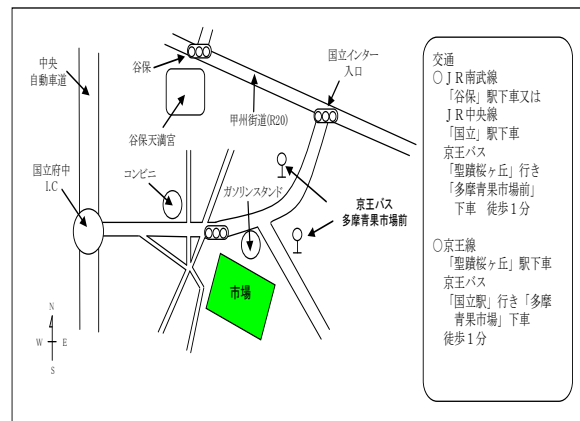 中央
自動車道
谷保
国立インター
入口
甲州街道(R20)
谷保天満宮
国立府中
I.C
コンビニ
ガソリンスタンド
京王バス
多摩青果市場前
市場
N
W
E
S
交通
○ＪＲ南武線
「谷保」駅下車又は
ＪＲ中央線
「国立」駅下車
京王バス
「聖蹟桜ヶ丘」行き
「多摩青果市場前」
下車　徒歩１分
○京王線
「聖蹟桜ヶ丘」駅下車
京王バス
「国立駅」行き「多摩
青果市場」下車
徒歩１分